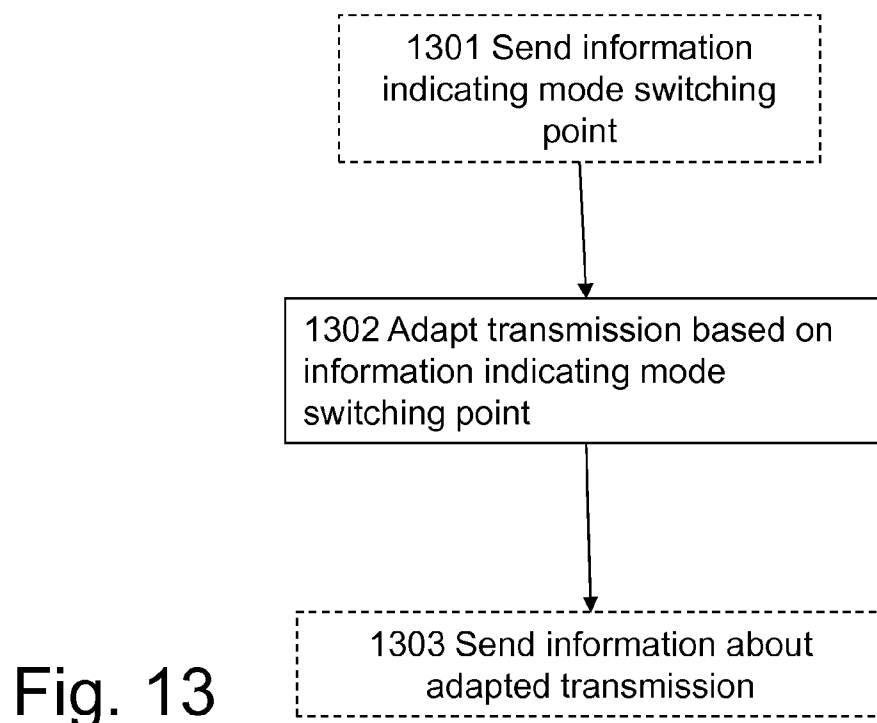 1301 Send information
indicating mode switching
point
1302 Adapt transmission based on
information indicating mode
switching point
1303 Send information about
adapted transmission
Fig. 13